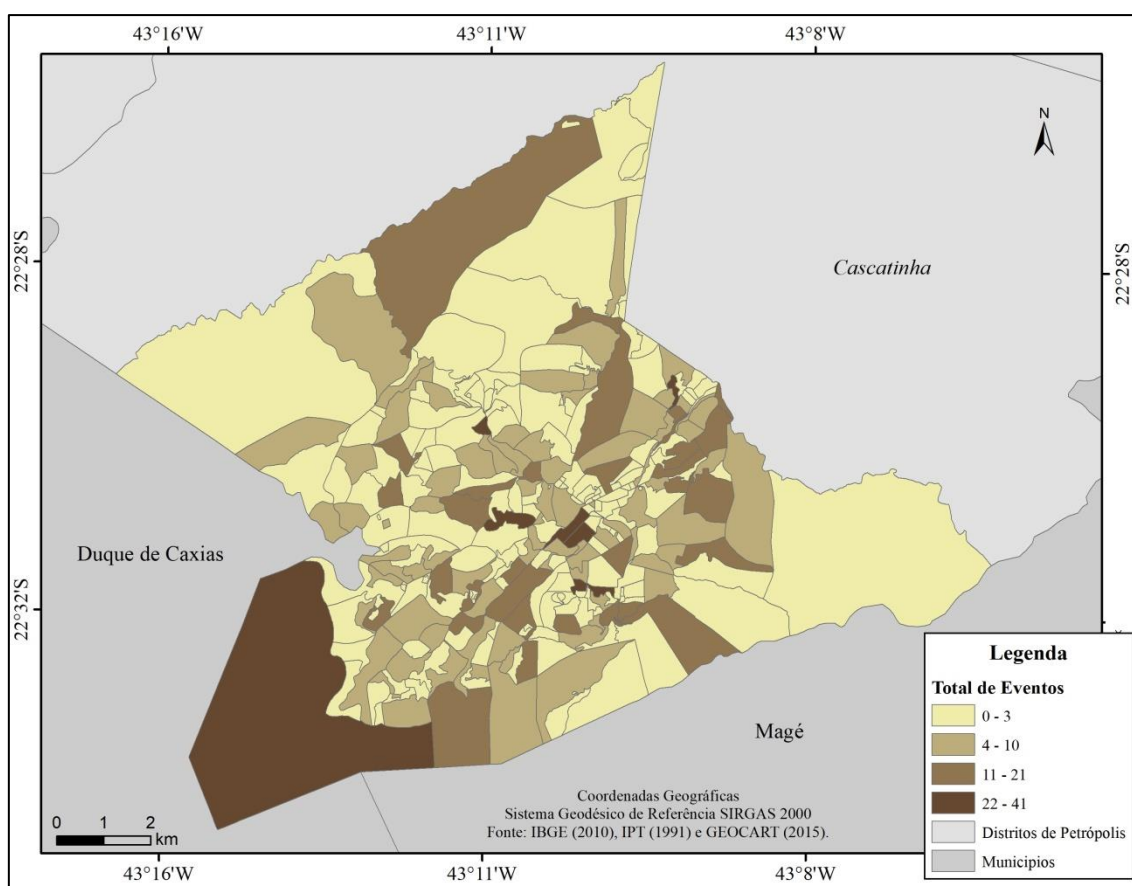 43°16'W
43°11'W
43°8'W
N
22°28'S
Cascatinha
22°28'S
Duque de Caxias
22°32'S
Legenda
Total de Eventos
0 - 3
4 - 10
11 - 21
22 - 41
Distritos de Petrópolis
Municipios
Magé
Coordenadas Geográficas
Sistema Geodésico de Referência SIRGAS 2000
Fonte: IBGE (2010), IPT (1991) e GEOCART (2015).
0 1 2
km
43°16'W
43°11'W
43°8'W